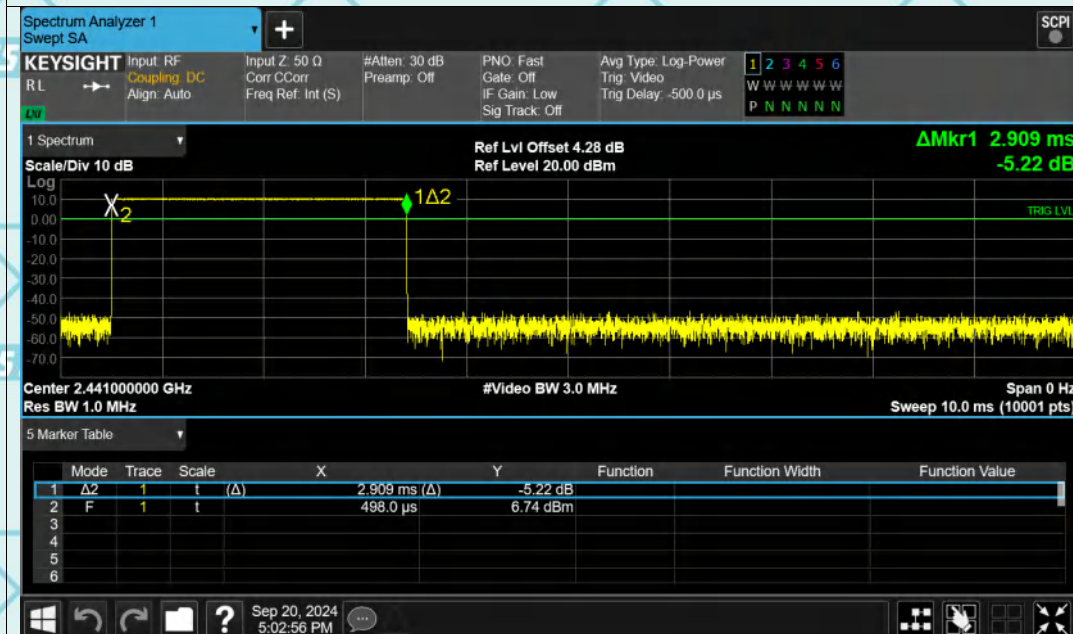 Spectrum Analyzer 1
Swept SA
+
SCPI
KEYSIGHT
RL
LXI
Input: RF
Coupling: DC
Align: Auto
Input Z: 50 Ω
Corr CCorr
Freq Ref: Int (S)
#Atten: 30 dB
Preamp: Off
PNO: Fast
Gate: Off
IF Gain: Low
Sig Track: Off
Avg Type: Log-Power
Trig: Video
Trig Delay: -500.0 µs
1 2 3 4 5 6
W W W W W W
P N N N N N
1 Spectrum
Scale/Div 10 dB
Ref Lvl Offset 4.28 dB
Ref Level 20.00 dBm
ΔMkr1 2.909 ms
-5.22 dB
Log
10.0
0.00
-10.0
-20.0
-30.0
-40.0
-50.0
-60.0
-70.0
2
1Δ2
TRIG LVL
Center 2.441000000 GHz
#Video BW 3.0 MHz
Span 0 Hz
Res BW 1.0 MHz
Sweep 10.0 ms (10001 pts)
5 Marker Table
Mode Trace Scale X Y Function Function Width Function Value
1 Δ2 1 t (Δ) 2.909 ms (Δ) -5.22 dB
2 F 1 t 498.0 µs 6.74 dBm
3
4
5
6
?
Sep 20, 2024
5:02:56 PM